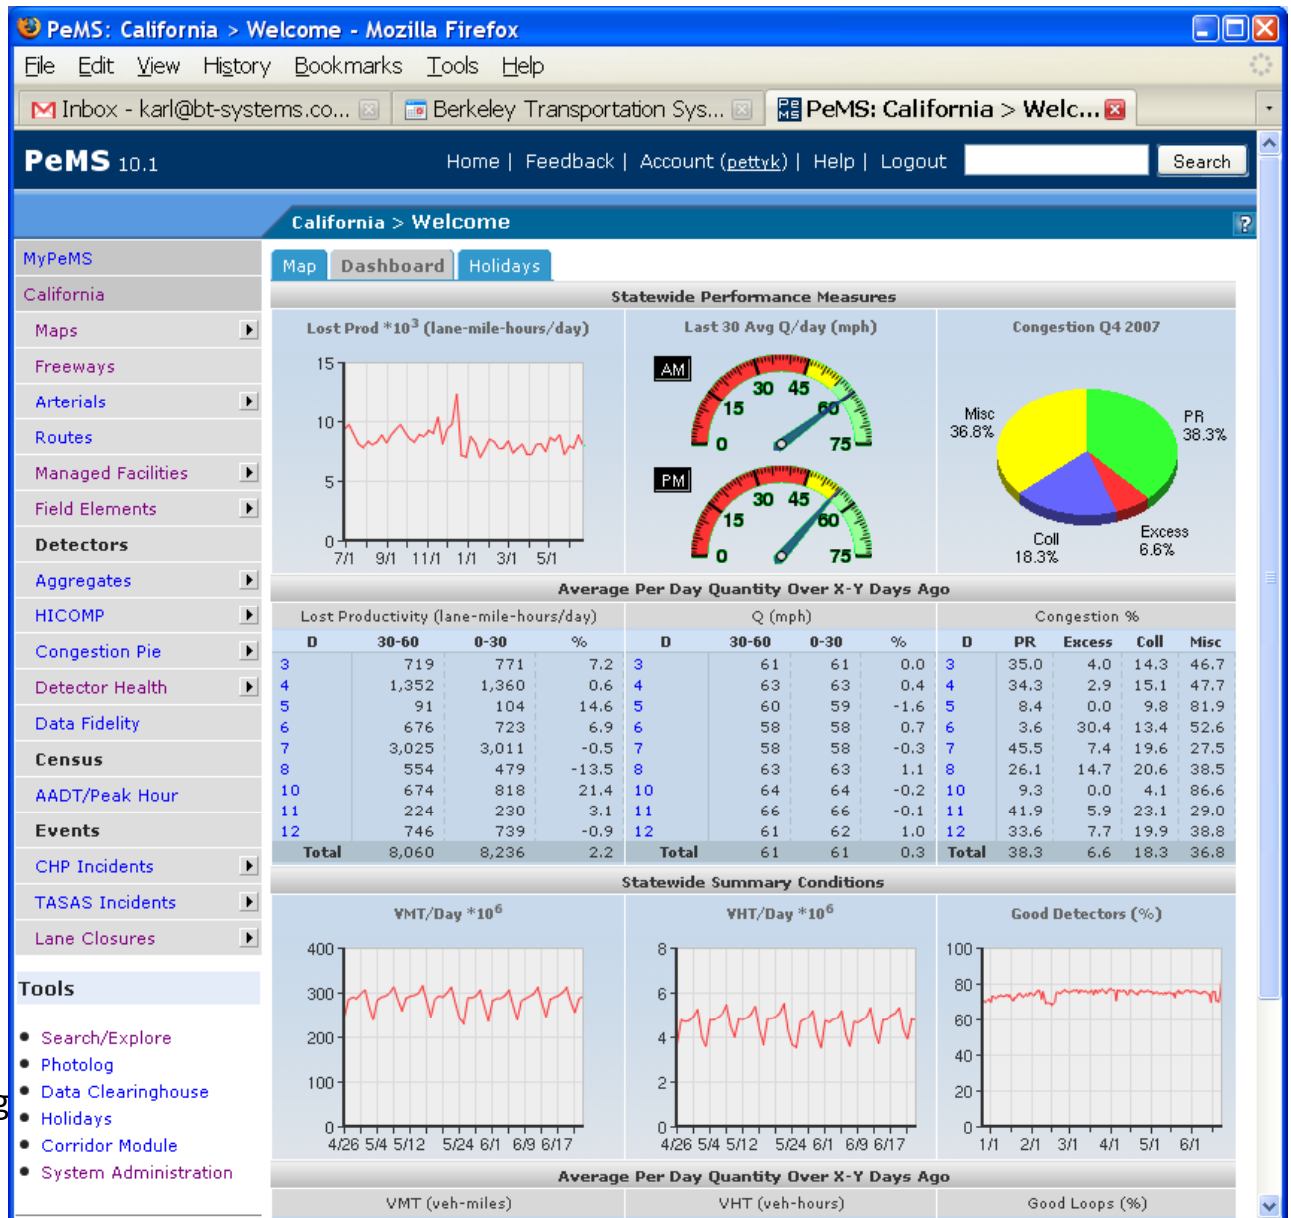 PeMS: California > Welcome - Mozilla Firefox
File Edit View History Bookmarks Tools Help
Inbox - karl@bt-systems.co... Berkeley Transportation Sys... PeMS: California > Welc...
PeMS 10.1 Home | Feedback | Account (pettyk) | Help | Logout Search
California > Welcome ?
MyPeMS
California
Maps
Freeways
Arterials
Routes
Managed Facilities
Field Elements
Detectors
Aggregates
HICOMP
Congestion Pie
Detector Health
Data Fidelity
Census
AADT/Peak Hour
Events
CHP Incidents
TASAS Incidents
Lane Closures
Tools
Search/Explore
Photolog
Data Clearinghouse
Holidays
Corridor Module
System Administration
g
Map Dashboard Holidays
Statewide Performance Measures
Lost Prod *10³ (lane-mile-hours/day)
15
10
5
0
7/1 9/1 11/1 1/1 3/1 5/1
Last 30 Avg Q/day (mph)
AM
0 15 30 45 60 75
PM
0 15 30 45 60 75
Congestion Q4 2007
Misc
36.8%
PR
38.3%
Coll
18.3%
Excess
6.6%
Average Per Day Quantity Over X-Y Days Ago
Lost Productivity (lane-mile-hours/day) Q (mph) Congestion %
D 30-60 0-30 % D 30-60 0-30 % D PR Excess Coll Misc
3 719 771 7.2 3 61 61 0.0 3 35.0 4.0 14.3 46.7
4 1,352 1,360 0.6 4 63 63 0.4 4 34.3 2.9 15.1 47.7
5 91 104 14.6 5 60 59 -1.6 5 8.4 0.0 9.8 81.9
6 676 723 6.9 6 58 58 0.7 6 3.6 30.4 13.4 52.6
7 3,025 3,011 -0.5 7 58 58 -0.3 7 45.5 7.4 19.6 27.5
8 554 479 -13.5 8 63 63 1.1 8 26.1 14.7 20.6 38.5
10 674 818 21.4 10 64 64 -0.2 10 9.3 0.0 4.1 86.6
11 224 230 3.1 11 66 66 -0.1 11 41.9 5.9 23.1 29.0
12 746 739 -0.9 12 61 62 1.0 12 33.6 7.7 19.9 38.8
Total 8,060 8,236 2.2 Total 61 61 0.3 Total 38.3 6.6 18.3 36.8
Statewide Summary Conditions
VMT/Day *10⁶
400
300
200
100
0
4/26 5/4 5/12 5/24 6/1 6/9 6/17
VHT/Day *10⁶
8
6
4
2
0
4/26 5/4 5/12 5/24 6/1 6/9 6/17
Good Detectors (%)
100
80
60
40
20
0
1/1 2/1 3/1 4/1 5/1 6/1
Average Per Day Quantity Over X-Y Days Ago
VMT (veh-miles) VHT (veh-hours) Good Loops (%)